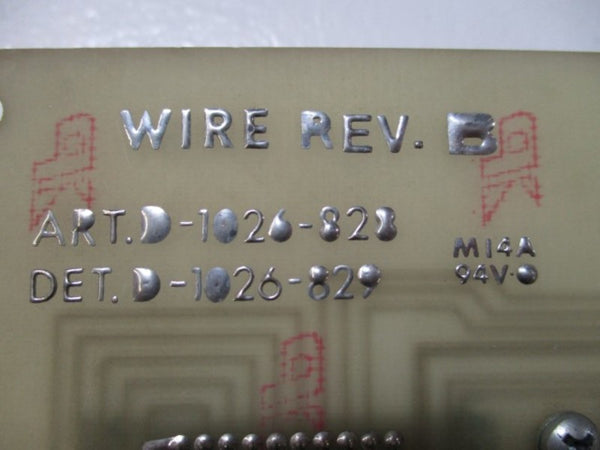 WIRE REV. B
ART. D-1026-828
DET. D-1026-829
M14A
94V-0